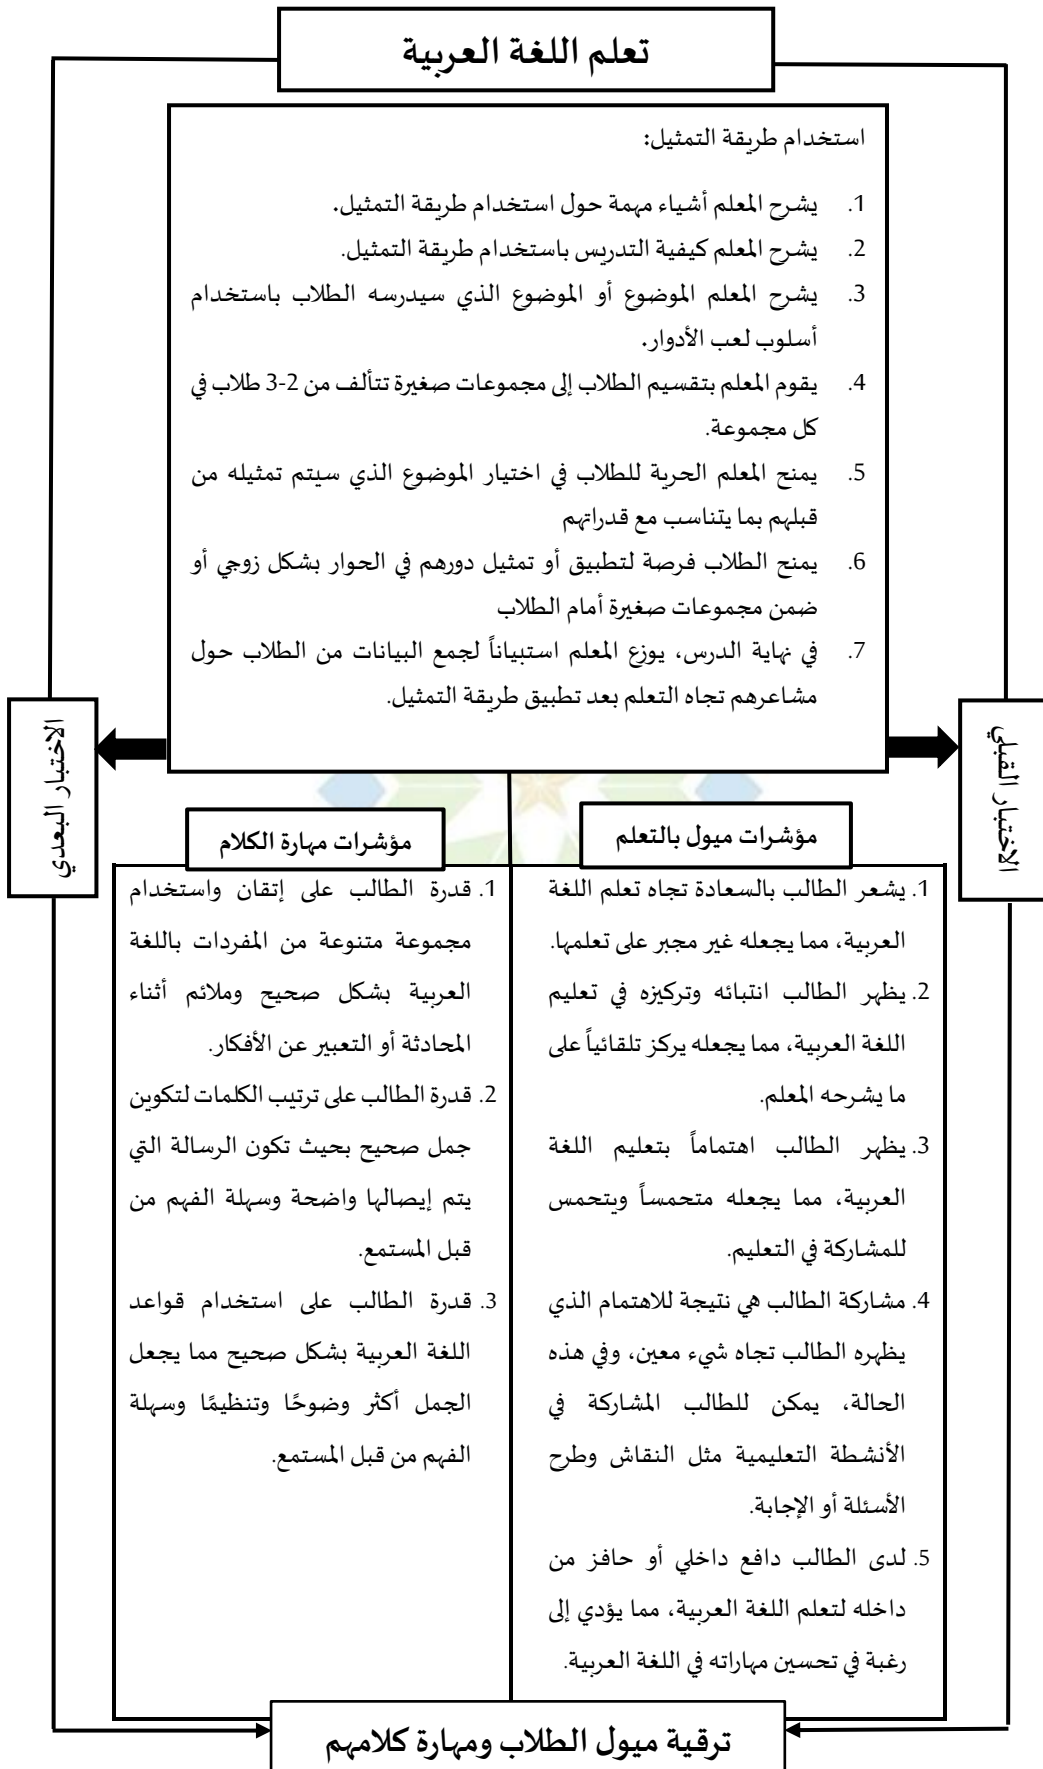 تعلم اللغة العربية
استخدام طريقة التمثيل:
1. يشرح المعلم أشياء مهمة حول استخدام طريقة التمثيل.
2. يشرح المعلم كيفية التدريس باستخدام طريقة التمثيل.
3. يشرح المعلم الموضوع أو الموضوع الذي سيدرسه الطلاب باستخدام
أسلوب لعب الأدوار.
4. يقوم المعلم بتقسيم الطلاب إلى مجموعات صغيرة تتألف من 2-3 طلاب في
كل مجموعة.
5. يمنح المعلم الحرية للطلاب في اختيار الموضوع الذي سيتم تمثيله من
قبلهم بما يتناسب مع قدراتهم
6. يمنح الطلاب فرصة لتطبيق أو تمثيل دورهم في الحوار بشكل زوجي أو
ضمن مجموعات صغيرة أمام الطلاب
7. في نهاية الدرس، يوزع المعلم استبياناً لجمع البيانات من الطلاب حول
مشاعرهم تجاه التعلم بعد تطبيق طريقة التمثيل.
الاختبار القبلي
الاختبار البعدي
مؤشرات ميول بالتعلم
1. يشعر الطالب بالسعادة تجاه تعلم اللغة
العربية، مما يجعله غير مجبر على تعلمها.
2. يظهر الطالب انتبائه وتركيزه في تعليم
اللغة العربية، مما يجعله يركز تلقائياً على
ما يشرحه المعلم.
3. يظهر الطالب اهتماماً بتعليم اللغة
العربية، مما يجعله متحمساً ويتحمس
للمشاركة في التعليم.
4. مشاركة الطالب هي نتيجة للاهتمام الذي
يظهره الطالب تجاه شيء معين، وفي هذه
الحالة، يمكن للطالب المشاركة في
الأنشطة التعليمية مثل النقاش وطرح
الأسئلة أو الإجابة.
5. لدى الطالب دافع داخلي أو حافز من
داخله لتعلم اللغة العربية، مما يؤدي إلى
رغبة في تحسين مهاراته في اللغة العربية.
مؤشرات مهارة الكلام
1. قدرة الطالب على إتقان واستخدام
مجموعة متنوعة من المفردات باللغة
العربية بشكل صحيح وملائم أثناء
المحادثة أو التعبير عن الأفكار.
2. قدرة الطالب على ترتيب الكلمات لتكوين
جمل صحيح بحيث تكون الرسالة التي
يتم إيصالها واضحة وسهلة الفهم من
قبل المستمع.
3. قدرة الطالب على استخدام قواعد
اللغة العربية بشكل صحيح مما يجعل
الجمل أكثر وضوحًا وتنظيمًا وسهلة
الفهم من قبل المستمع.
ترقية ميول الطلاب ومهارة كلامهم